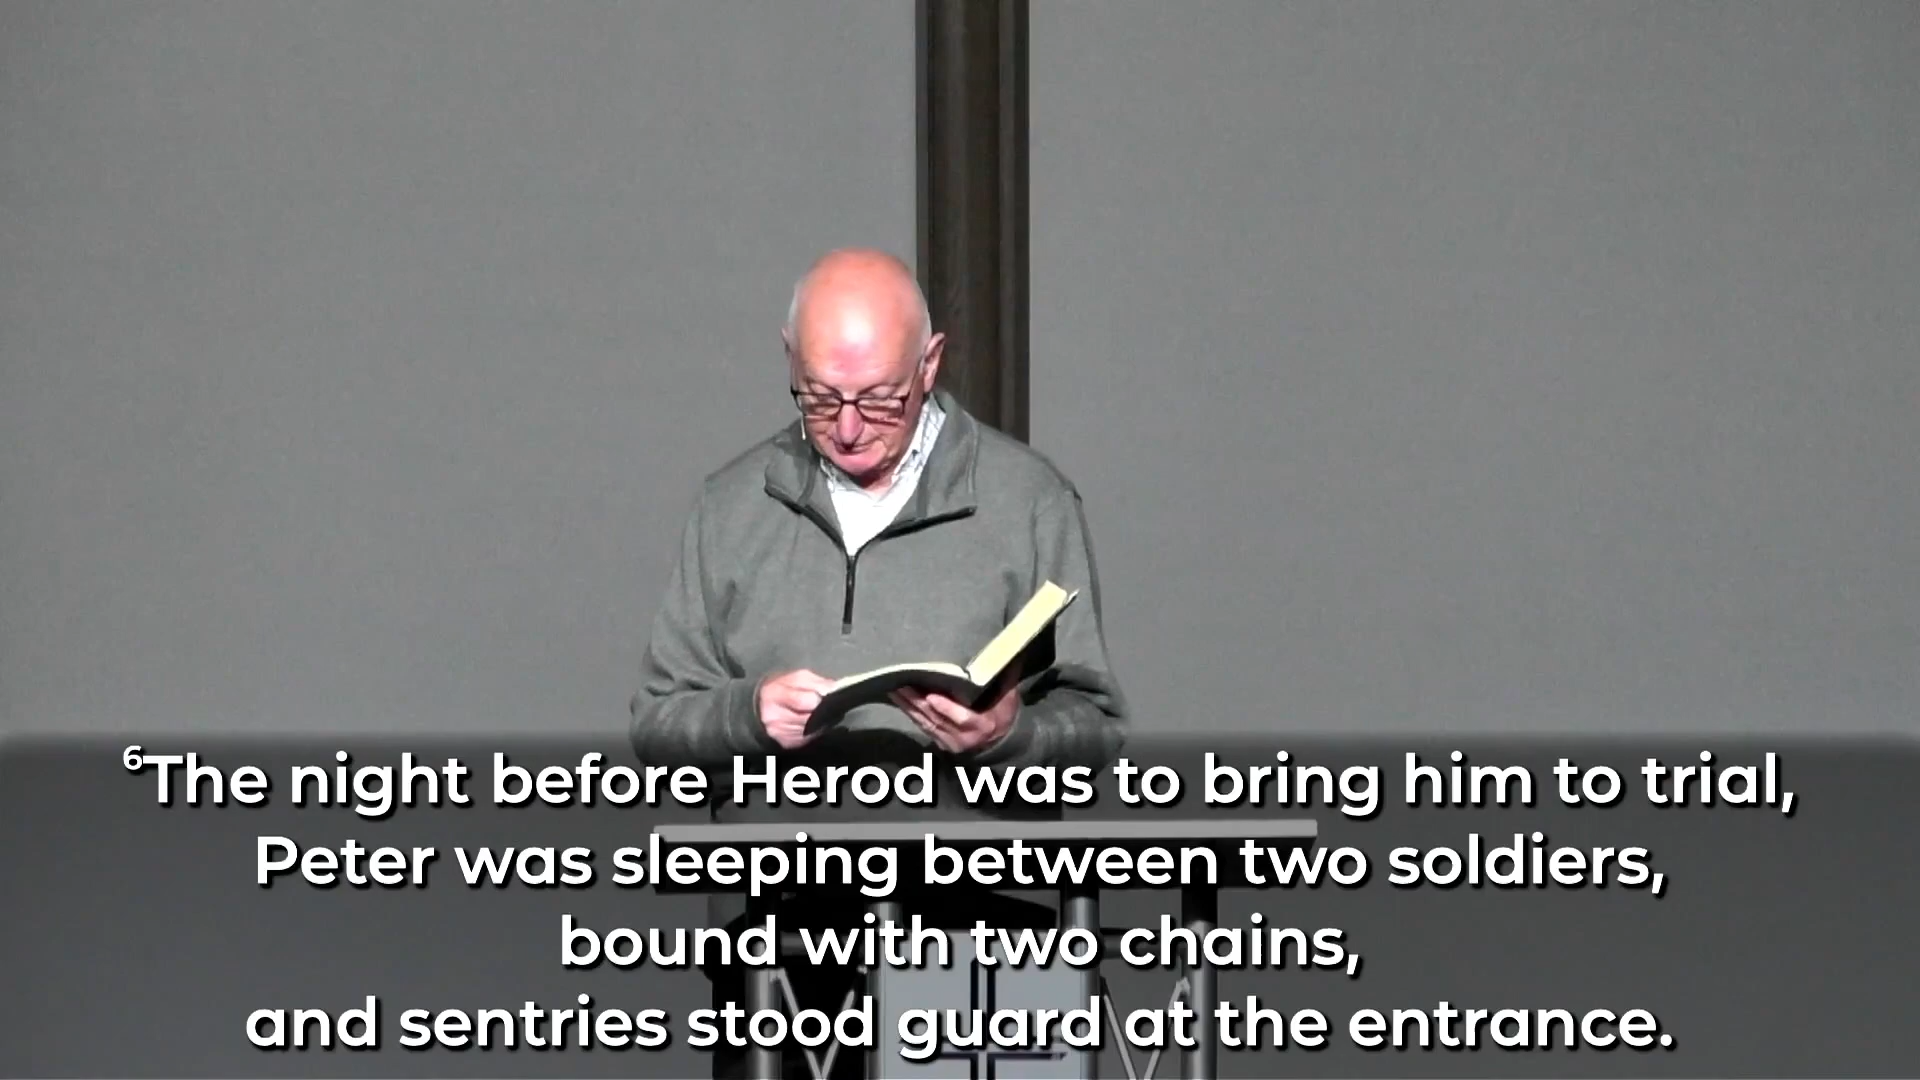 ⁶The night before Herod was to bring him to trial,
Peter was sleeping between two soldiers,
bound with two chains,
and sentries stood guard at the entrance.